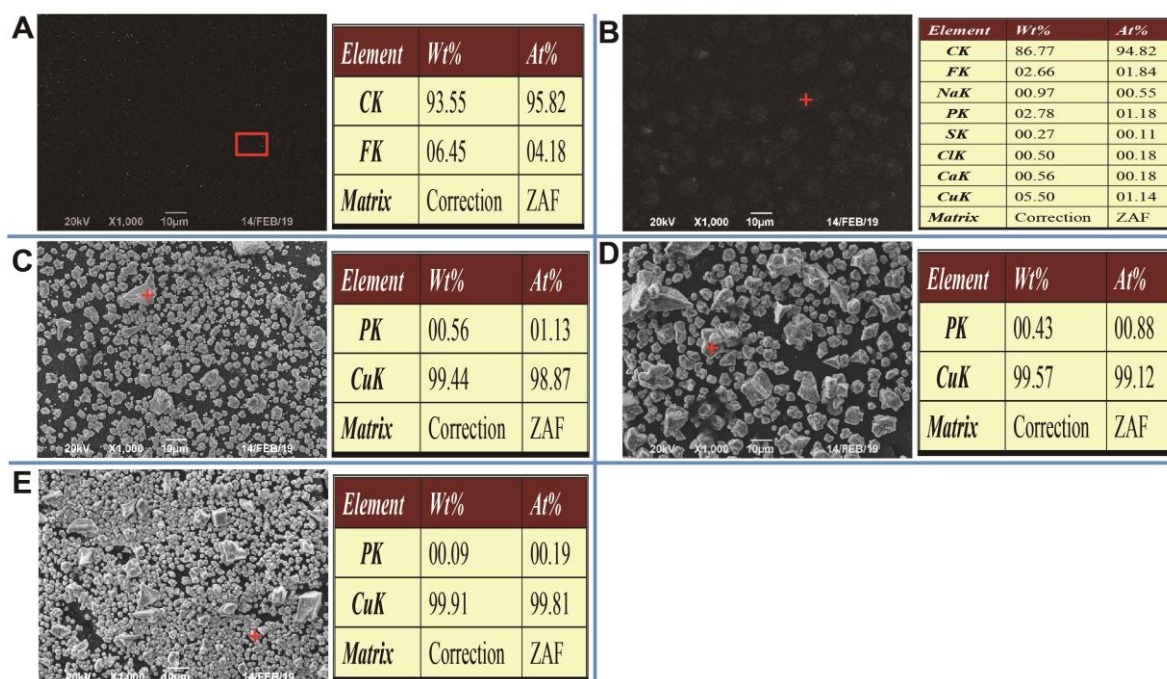 A
20kV X1,000 10µm 14/FEB/19
Element Wt% At%
CK 93.55 95.82
FK 06.45 04.18
Matrix Correction ZAF
B
20kV X1,000 10µm 14/FEB/19
Element Wt% At%
CK 86.77 94.82
FK 02.66 01.84
NaK 00.97 00.55
PK 02.78 01.18
SK 00.27 00.11
ClK 00.50 00.18
CaK 00.56 00.18
CuK 05.50 01.14
Matrix Correction ZAF
C
20kV X1,000 10µm 14/FEB/19
Element Wt% At%
PK 00.56 01.13
CuK 99.44 98.87
Matrix Correction ZAF
D
20kV X1,000 10µm 14/FEB/19
Element Wt% At%
PK 00.43 00.88
CuK 99.57 99.12
Matrix Correction ZAF
E
20kV X1,000 10µm 14/FEB/19
Element Wt% At%
PK 00.09 00.19
CuK 99.91 99.81
Matrix Correction ZAF